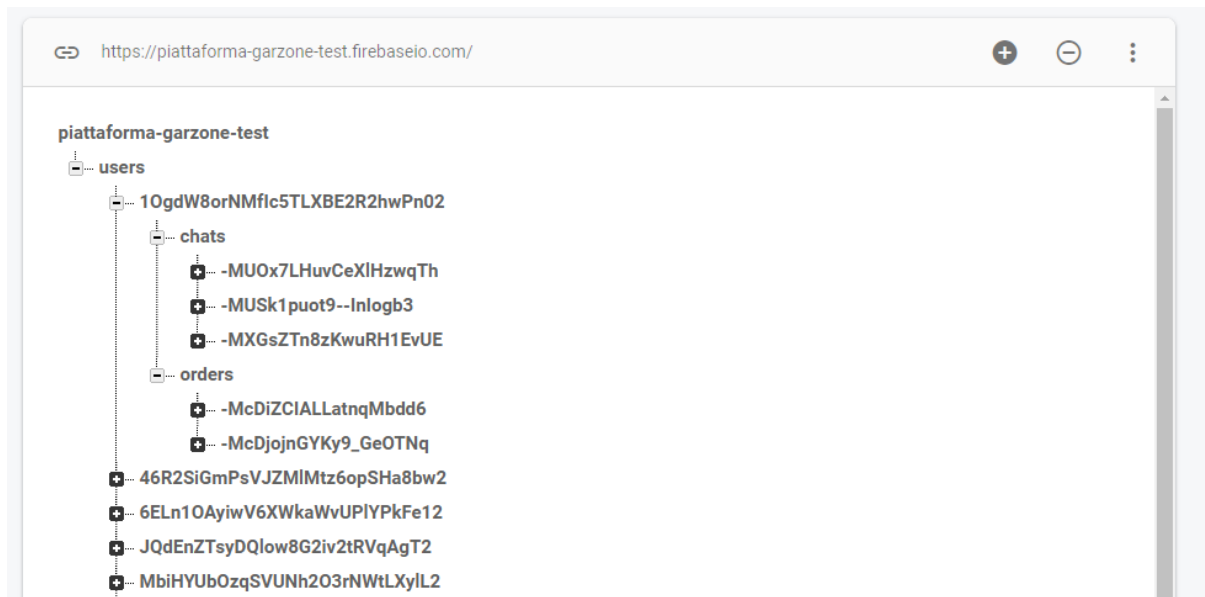 https://piattaforma-garzone-test.firebaseio.com/
piattaforma-garzone-test
users
1OgdW8orNMfIc5TLXBE2R2hwPn02
chats
-MUOx7LHuvCeXlHzwqTh
-MUSk1puot9--InIogb3
-MXGsZTn8zKwuRH1EvUE
orders
-McDiZCIALLatnqMbdd6
-McDjojnGYKy9_GeOTNq
46R2SiGmPsVJZMlMtz6opSHa8bw2
6ELn1OAyiwV6XWkaWvUPlYPkFe12
JQdEnZTsyDQlow8G2iv2tRVqAgT2
MbiHYUbOzqSVUNh2O3rNWtLXylL2